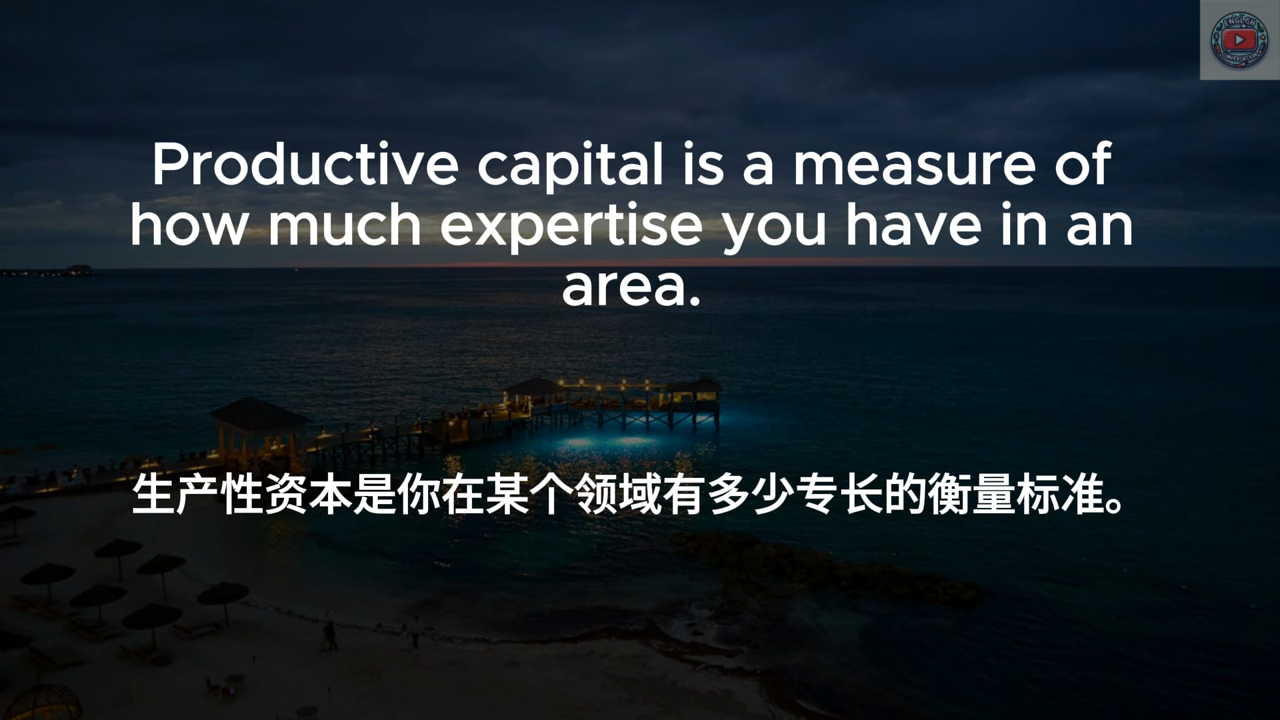 ENGLISH
Productive capital is a measure of
how much expertise you have in an
area.
生产性资本是你在某个领域有多少专长的衡量标准。